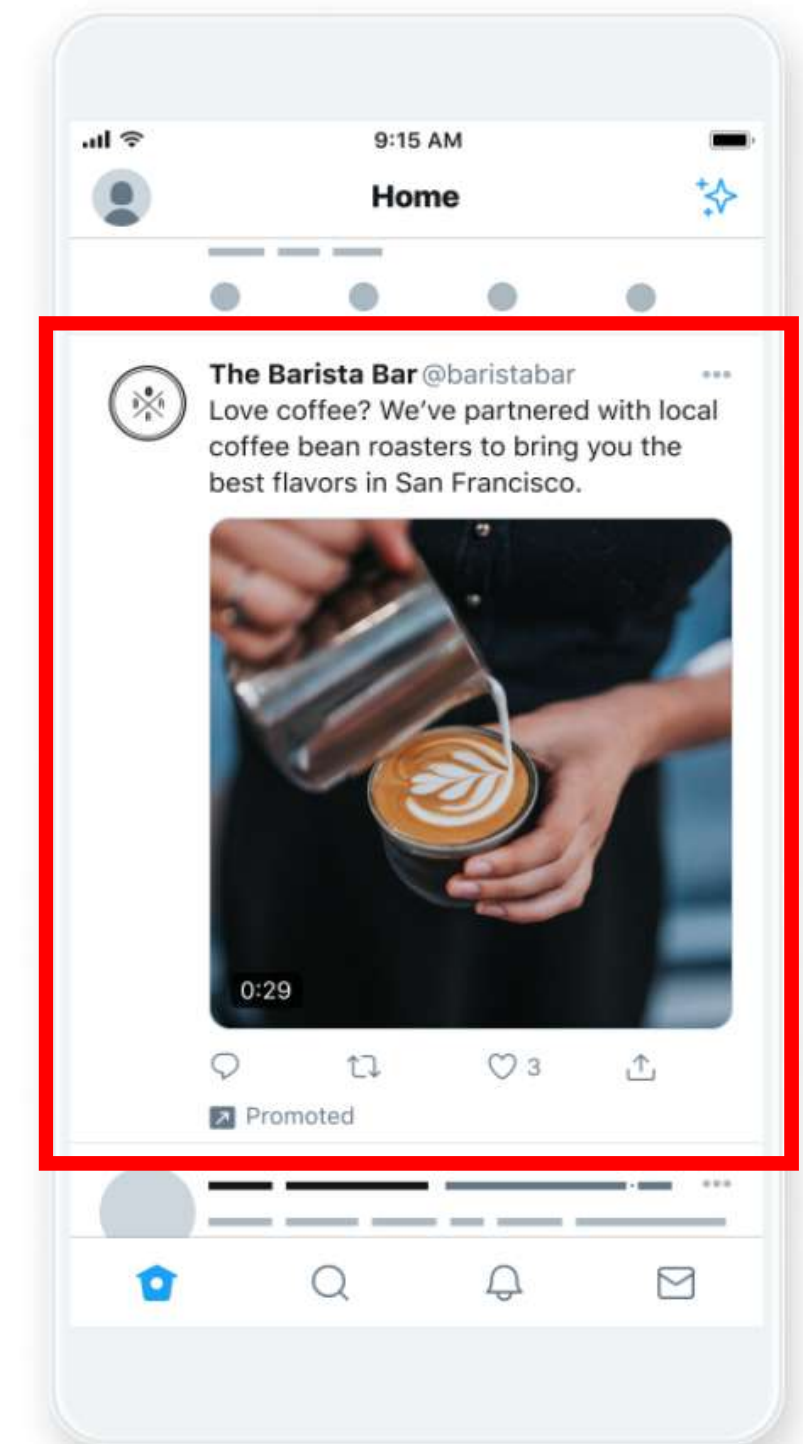 9:15 AM
Home
The Barista Bar @baristabar
Love coffee? We’ve partnered with local
coffee bean roasters to bring you the
best flavors in San Francisco.
0:29
3
Promoted